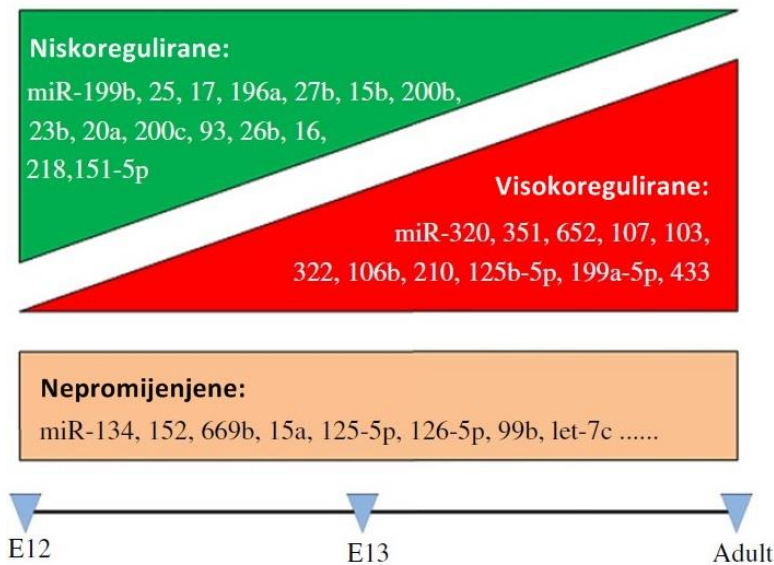 Niskoregulirane:
miR-199b, 25, 17, 196a, 27b, 15b, 200b,
23b, 20a, 200c, 93, 26b, 16,
218,151-5p
Visokoregulirane:
miR-320, 351, 652, 107, 103,
322, 106b, 210, 125b-5p, 199a-5p, 433
Nepromijenjene:
miR-134, 152, 669b, 15a, 125-5p, 126-5p, 99b, let-7c ......
E12
E13
Adult